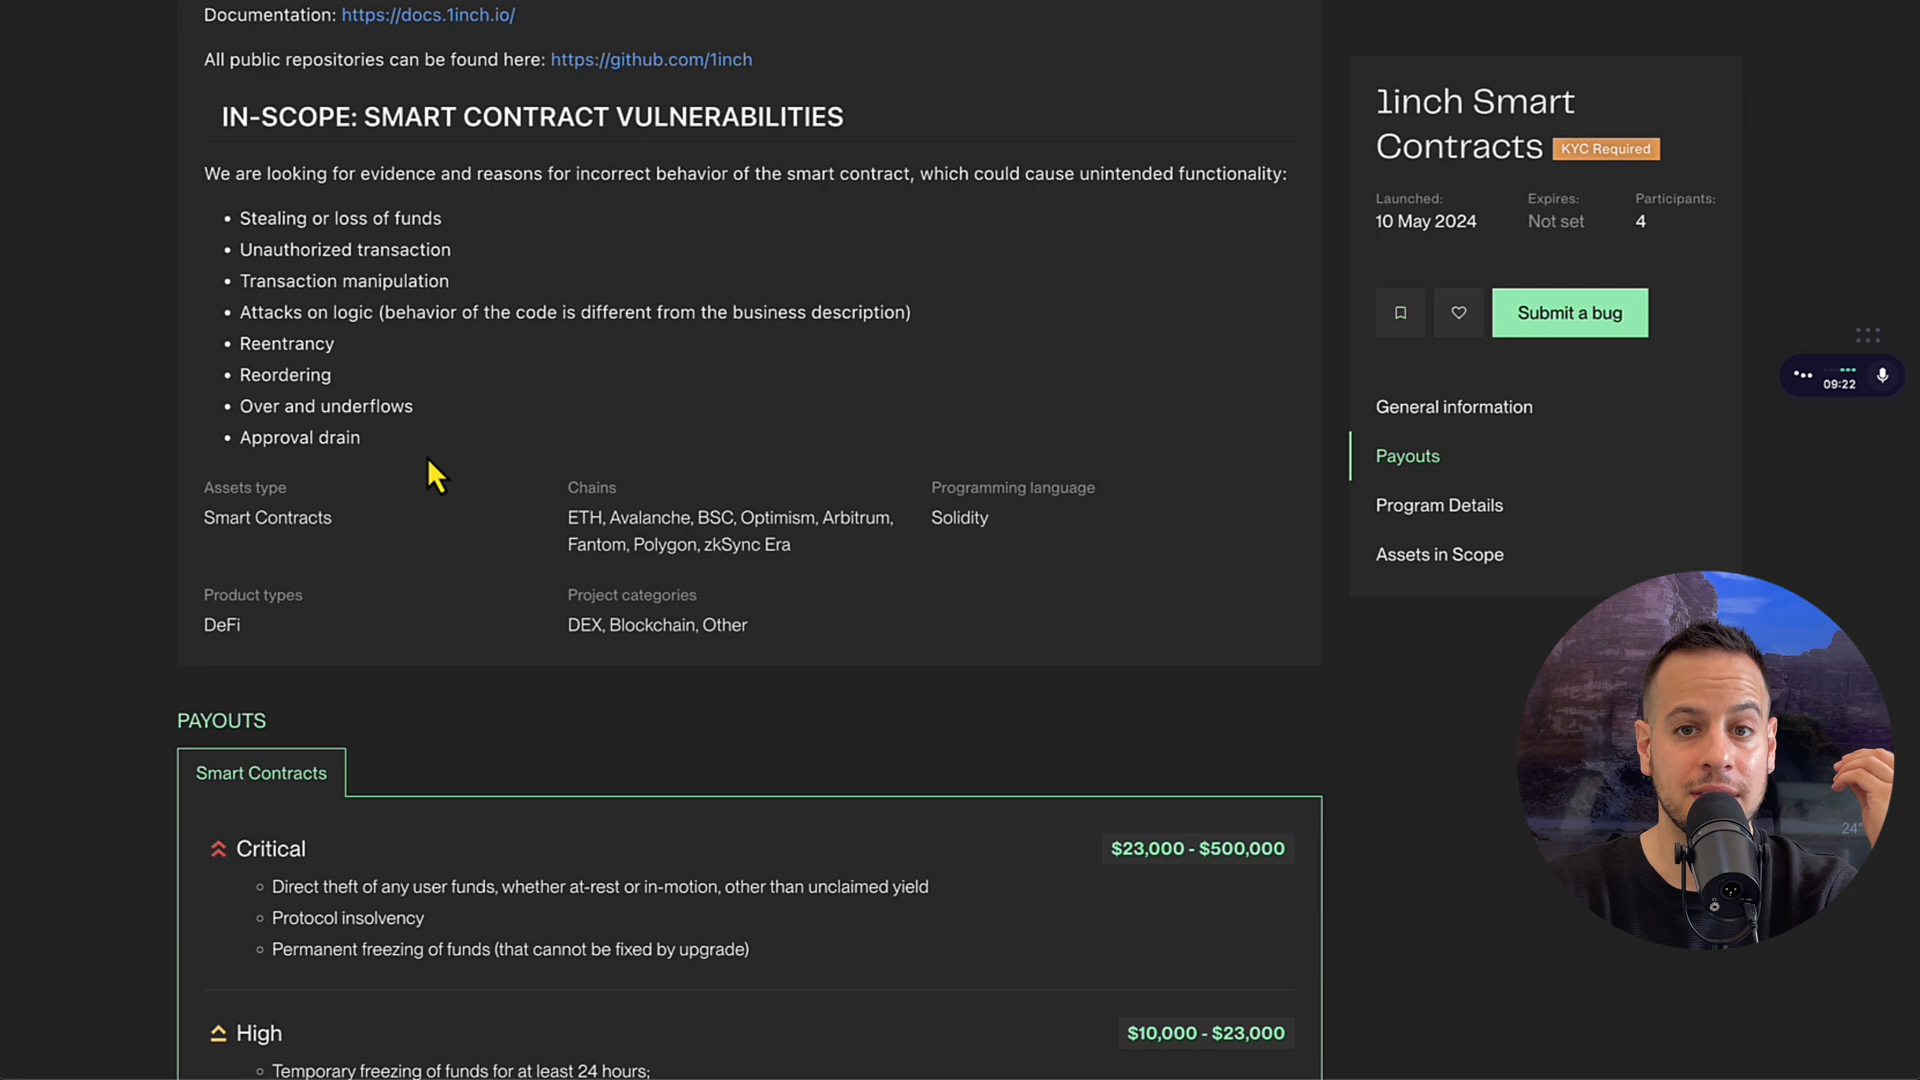 Documentation: https://docs.1inch.io/
All public repositories can be found here: https://github.com/1inch
IN-SCOPE: SMART CONTRACT VULNERABILITIES
We are looking for evidence and reasons for incorrect behavior of the smart contract, which could cause unintended functionality:
• Stealing or loss of funds
• Unauthorized transaction
• Transaction manipulation
• Attacks on logic (behavior of the code is different from the business description)
• Reentrancy
• Reordering
• Over and underflows
• Approval drain
Assets type
Smart Contracts
Chains
ETH, Avalanche, BSC, Optimism, Arbitrum,
Fantom, Polygon, zkSync Era
Programming language
Solidity
Product types
DeFi
Project categories
DEX, Blockchain, Other
PAYOUTS
Smart Contracts
Critical
$23,000 - $500,000
Direct theft of any user funds, whether at-rest or in-motion, other than unclaimed yield
Protocol insolvency
Permanent freezing of funds (that cannot be fixed by upgrade)
High
$10,000 - $23,000
Temporary freezing of funds for at least 24 hours;
1inch Smart
Contracts KYC Required
Launched:
10 May 2024
Expires:
Not set
Participants:
4
Submit a bug
General information
Payouts
Program Details
Assets in Scope
09:22
24°